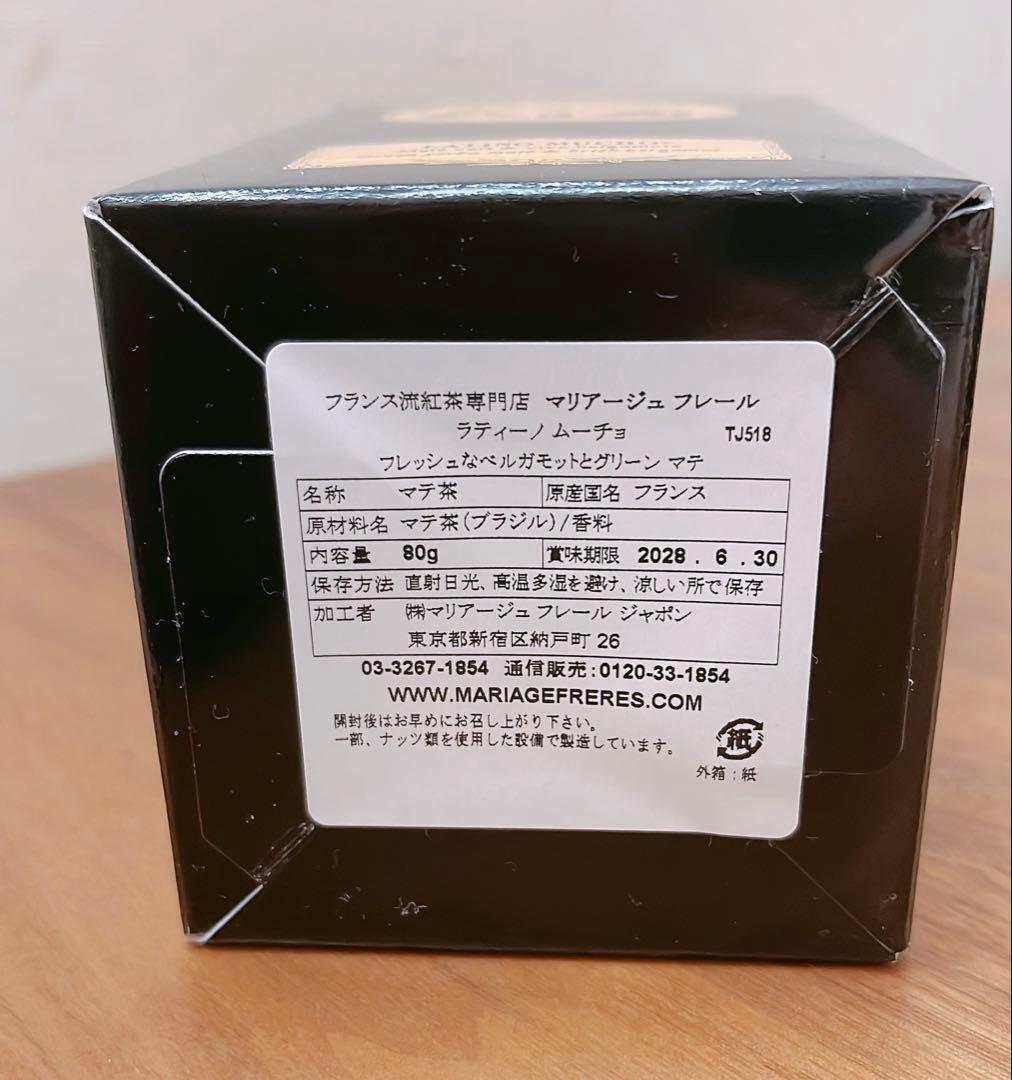 LATINO MUCHO
フランス流紅茶専門店 マリアージュ フレール
ラティーノ ムーチョ TJ518
フレッシュなベルガモットとグリーン マテ
名称 マテ茶 原産国名 フランス
原材料名 マテ茶(ブラジル)/香料
内容量 80g 賞味期限 2028 . 6 . 30
保存方法 直射日光、高温多湿を避け、涼しい所で保存
加工者 ㈱マリアージュ フレール ジャポン
東京都新宿区納戸町 26
03-3267-1854 通信販売:0120-33-1854
WWW.MARIAGEFRERES.COM
開封後はお早めにお召し上がり下さい。
一部、ナッツ類を使用した設備で製造しています。
紙
外箱:紙